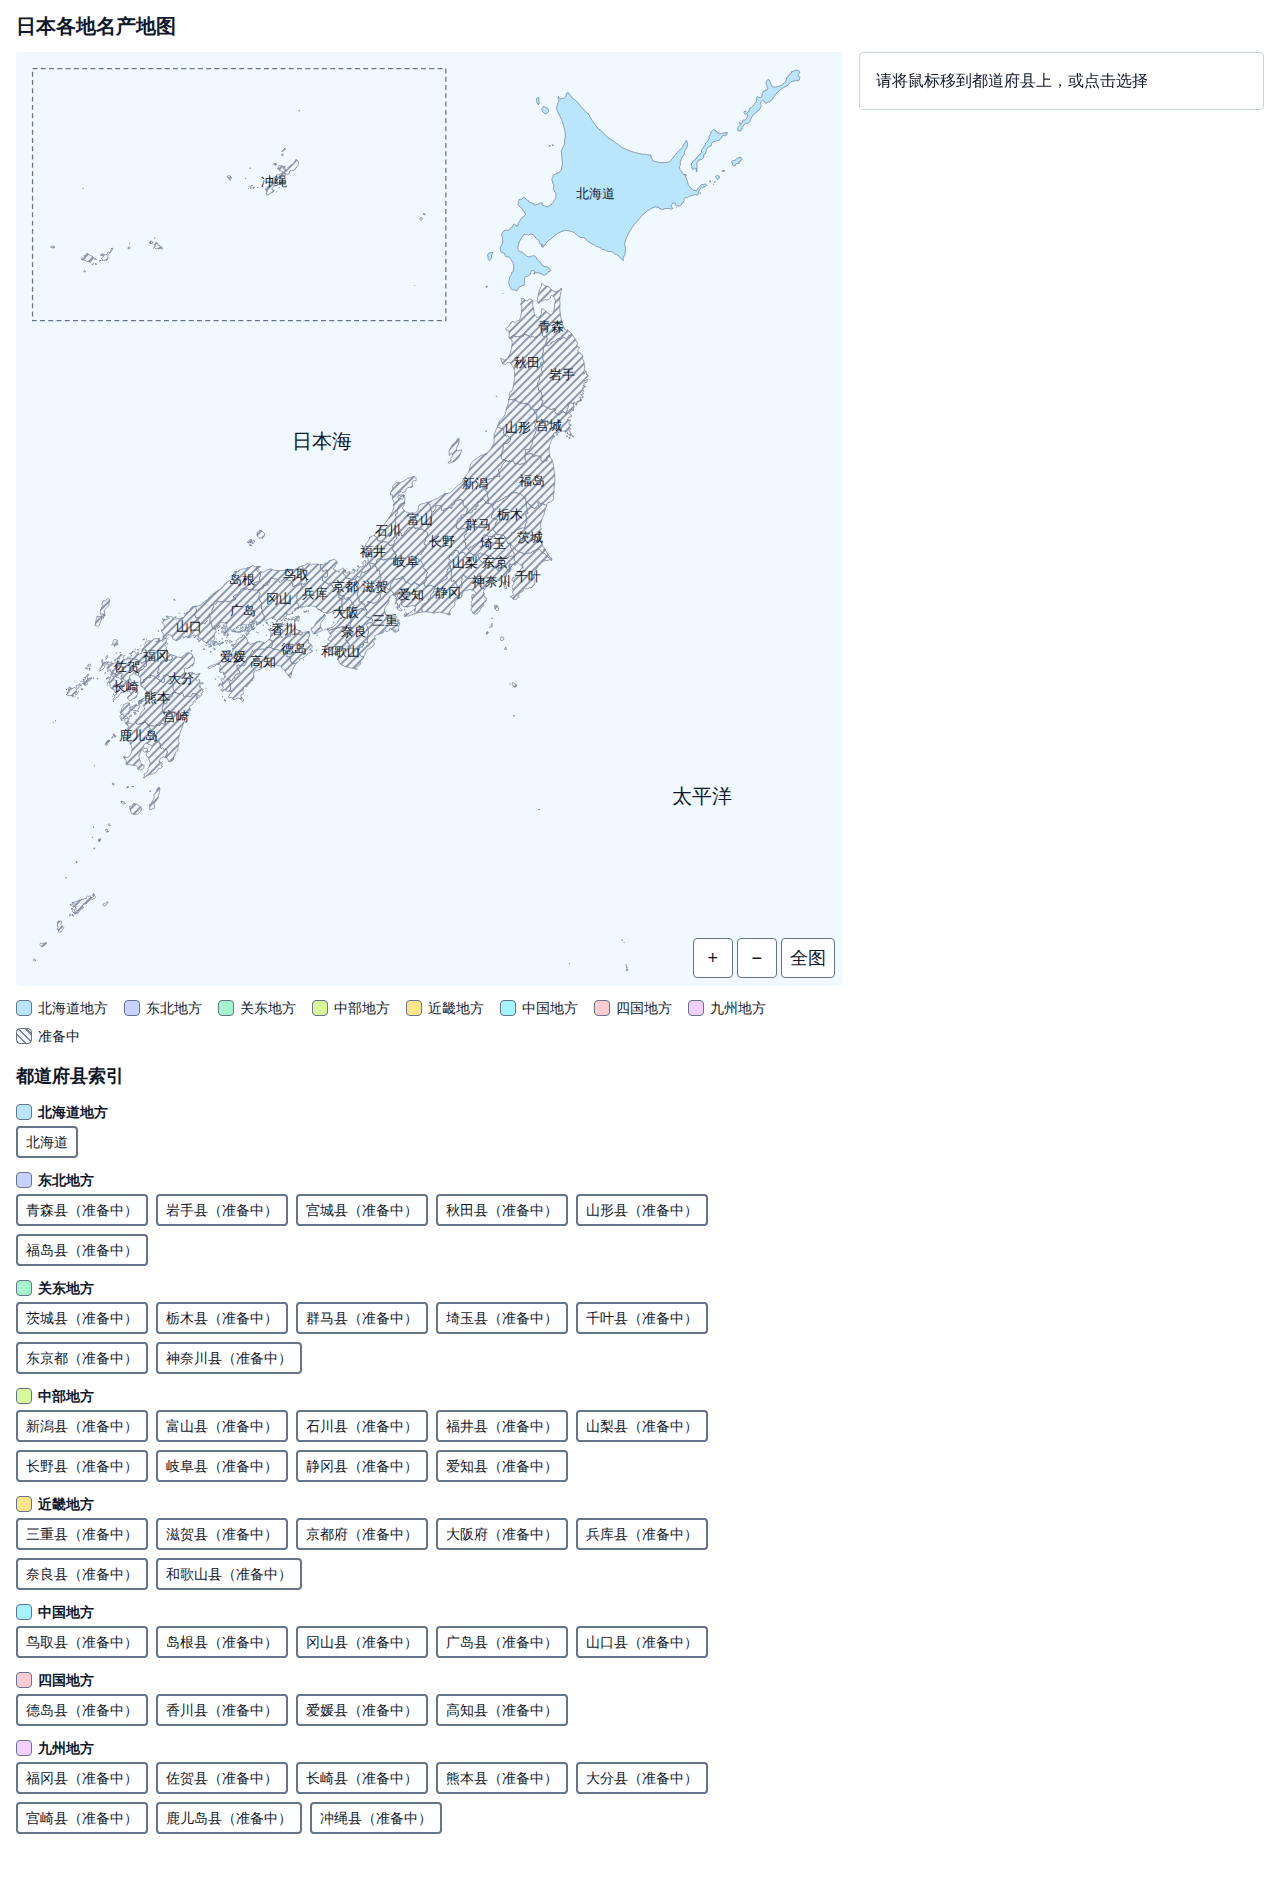 日本各地名产地图
请将鼠标移到都道府县上，或点击选择
冲绳
北海道
青森
秋田
岩手
山形 宫城
日本海
新潟 福岛
富山 群马 栃木
石川 长野 埼玉 茨城
福井 岐阜 山梨 东京
岛根 鸟取 京都 滋贺 神奈川 千叶
冈山 兵库 爱知 静冈
广岛 大阪 三重
山口 香川 奈良
福冈 爱媛 高知 德岛 和歌山
佐贺 大分
长崎 熊本
宫崎
鹿儿岛
太平洋
+ − 全图
北海道地方 东北地方 关东地方 中部地方 近畿地方 中国地方 四国地方 九州地方
准备中
都道府县索引
北海道地方
北海道
东北地方
青森县（准备中） 岩手县（准备中） 宫城县（准备中） 秋田县（准备中） 山形县（准备中）
福岛县（准备中）
关东地方
茨城县（准备中） 栃木县（准备中） 群马县（准备中） 埼玉县（准备中） 千叶县（准备中）
东京都（准备中） 神奈川县（准备中）
中部地方
新潟县（准备中） 富山县（准备中） 石川县（准备中） 福井县（准备中） 山梨县（准备中）
长野县（准备中） 岐阜县（准备中） 静冈县（准备中） 爱知县（准备中）
近畿地方
三重县（准备中） 滋贺县（准备中） 京都府（准备中） 大阪府（准备中） 兵库县（准备中）
奈良县（准备中） 和歌山县（准备中）
中国地方
鸟取县（准备中） 岛根县（准备中） 冈山县（准备中） 广岛县（准备中） 山口县（准备中）
四国地方
德岛县（准备中） 香川县（准备中） 爱媛县（准备中） 高知县（准备中）
九州地方
福冈县（准备中） 佐贺县（准备中） 长崎县（准备中） 熊本县（准备中） 大分县（准备中）
宫崎县（准备中） 鹿儿岛县（准备中） 冲绳县（准备中）